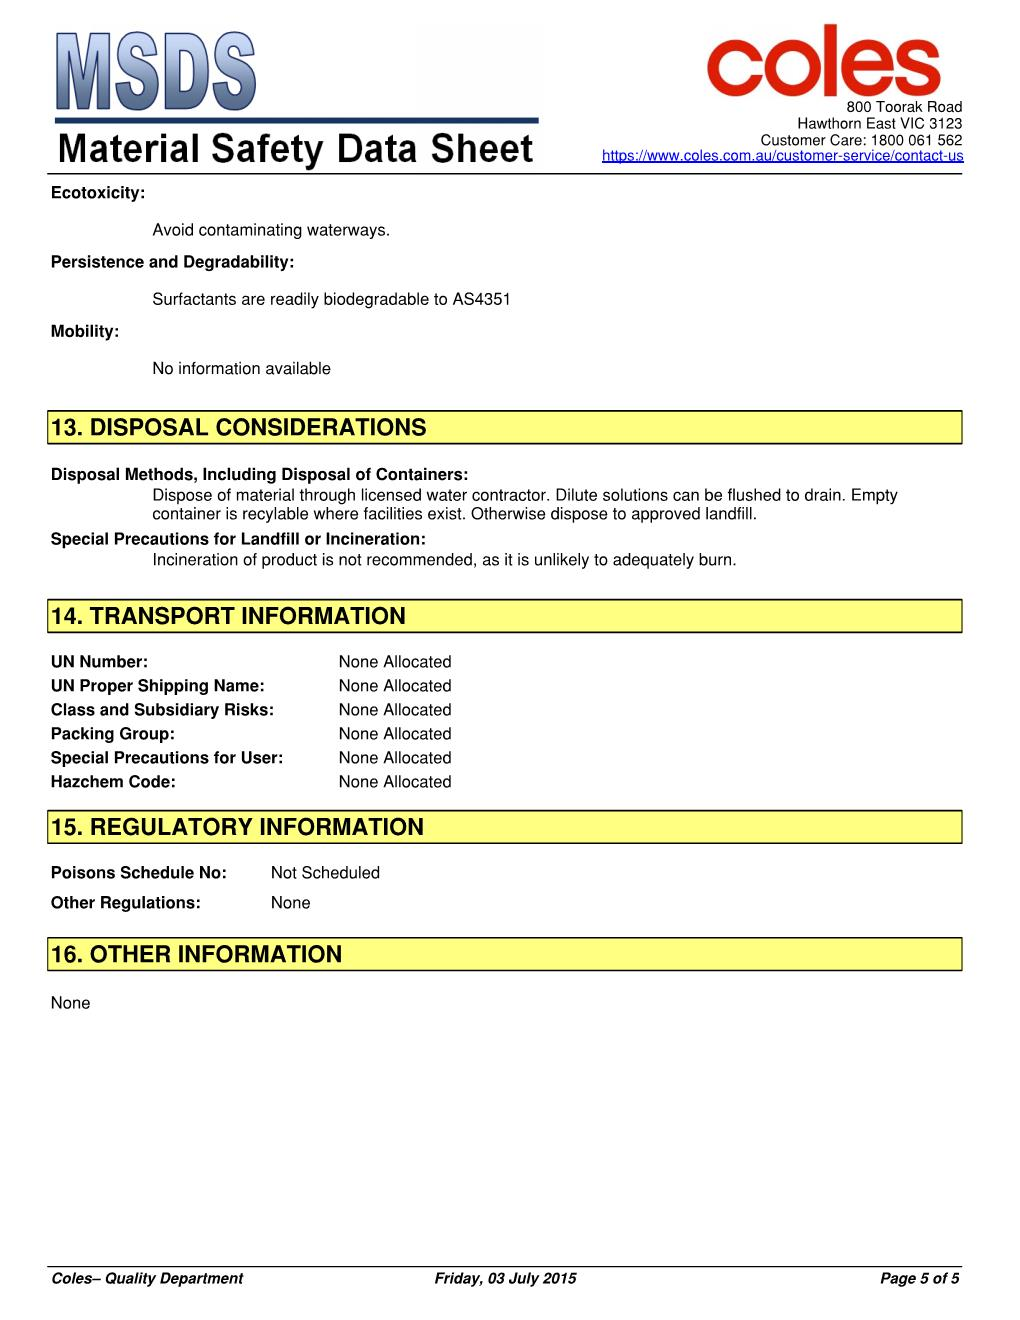 MSDS
Material Safety Data Sheet
coles
800 Toorak Road
Hawthorn East VIC 3123
Customer Care: 1800 061 562
https://www.coles.com.au/customer-service/contact-us
Ecotoxicity:
Avoid contaminating waterways.
Persistence and Degradability:
Surfactants are readily biodegradable to AS4351
Mobility:
No information available
13. DISPOSAL CONSIDERATIONS
Disposal Methods, Including Disposal of Containers:
Dispose of material through licensed water contractor. Dilute solutions can be flushed to drain. Empty
container is recylable where facilities exist. Otherwise dispose to approved landfill.
Special Precautions for Landfill or Incineration:
Incineration of product is not recommended, as it is unlikely to adequately burn.
14. TRANSPORT INFORMATION
UN Number: None Allocated
UN Proper Shipping Name: None Allocated
Class and Subsidiary Risks: None Allocated
Packing Group: None Allocated
Special Precautions for User: None Allocated
Hazchem Code: None Allocated
15. REGULATORY INFORMATION
Poisons Schedule No: Not Scheduled
Other Regulations: None
16. OTHER INFORMATION
None
Coles– Quality Department Friday, 03 July 2015 Page 5 of 5